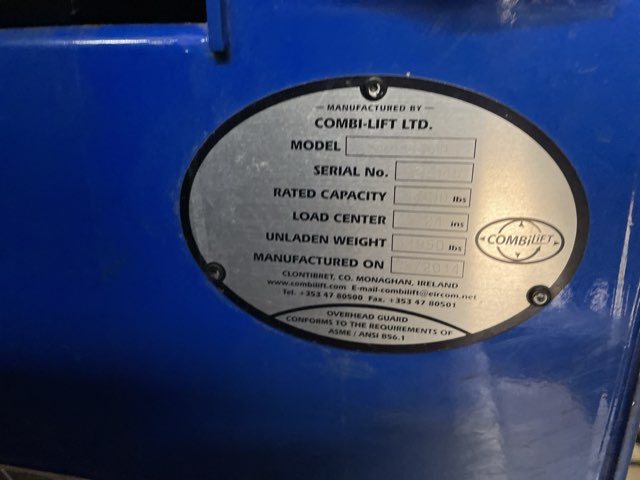 — MANUFACTURED BY —
COMBI-LIFT LTD.
MODEL
SERIAL No.
RATED CAPACITY lbs
LOAD CENTER 24 ins
UNLADEN WEIGHT lbs
MANUFACTURED ON 2014
COMBiLiFT
CLONTIBRET, CO. MONAGHAN, IRELAND
www.combilift.com E-mail-combilift@eircom.net
Tel. +353 47 80500 Fax. +353 47 80501
OVERHEAD GUARD
CONFORMS TO THE REQUIREMENTS OF
ASME / ANSI B56.1